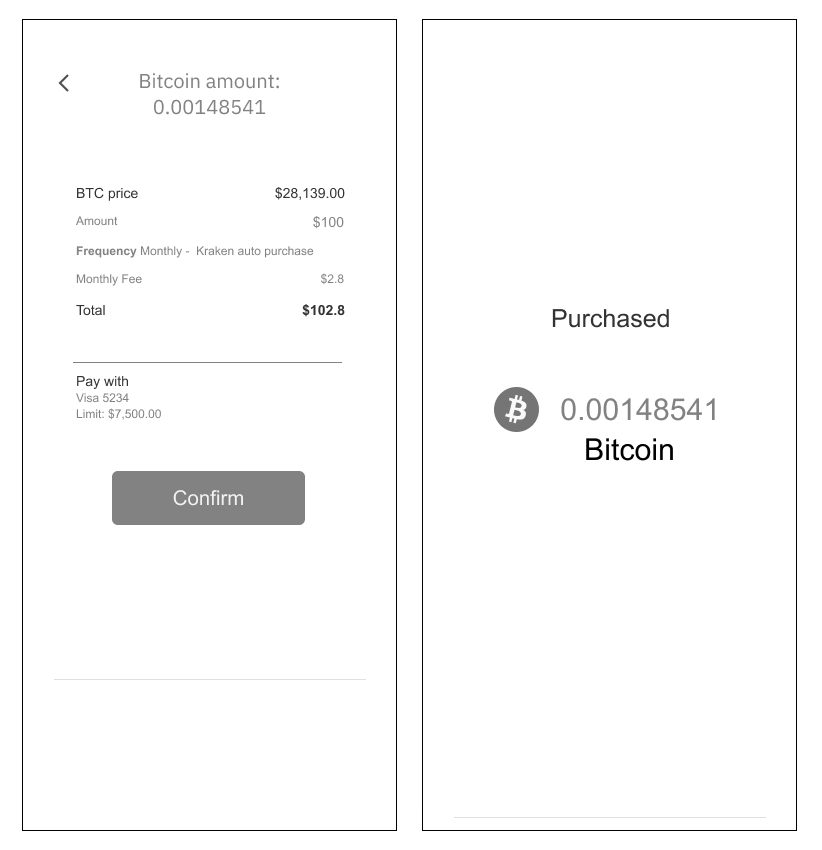 Bitcoin amount:
0.00148541
BTC price $28,139.00
Amount $100
Frequency Monthly - Kraken auto purchase
Monthly Fee $2.8
Total $102.8
Pay with
Visa 5234
Limit: $7,500.00
Confirm
Purchased
0.00148541
Bitcoin